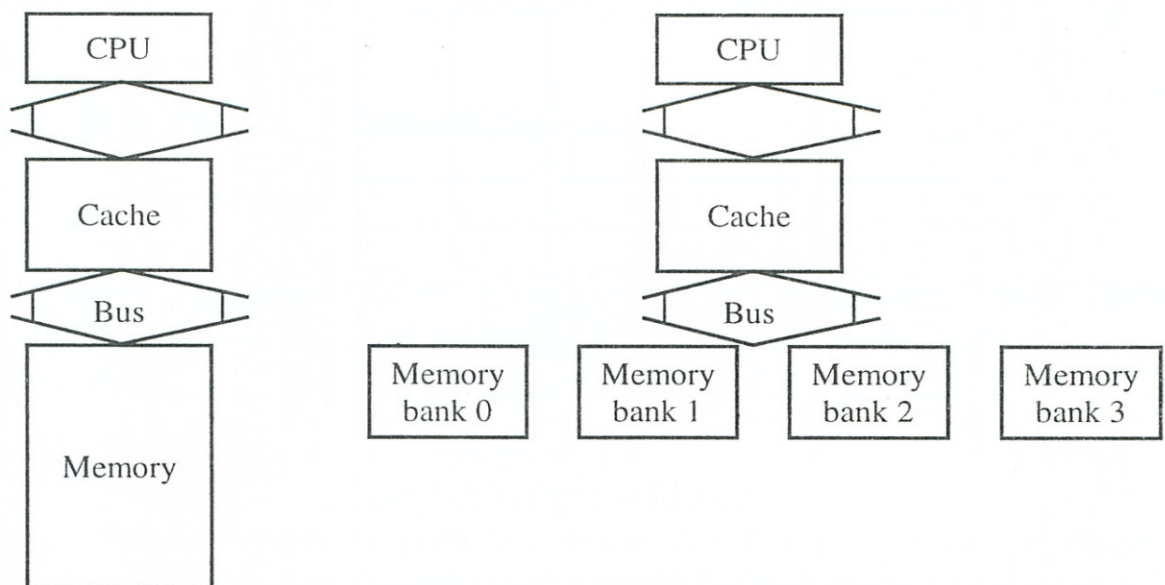 CPU
Cache
Bus
Memory
CPU
Cache
Bus
Memory
bank 0
Memory
bank 1
Memory
bank 2
Memory
bank 3